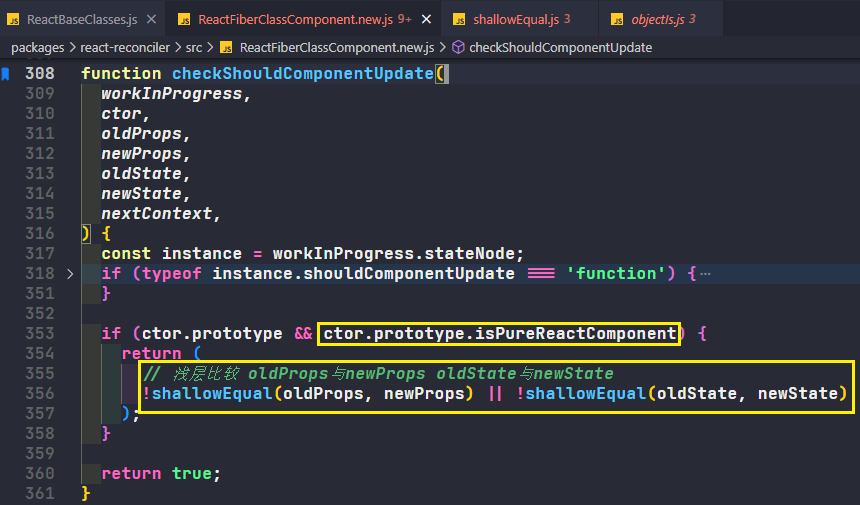 JS ReactBaseClasses.js ✕ JS ReactFiberClassComponent.new.js 9+ ✕ JS shallowEqual.js 3 JS objectIs.js 3
packages > react-reconciler > src > JS ReactFiberClassComponent.new.js > checkShouldComponentUpdate
308 function checkShouldComponentUpdate(
309 workInProgress,
310 ctor,
311 oldProps,
312 newProps,
313 oldState,
314 newState,
315 nextContext,
316 ) {
317 const instance = workInProgress.stateNode;
318 > if (typeof instance.shouldComponentUpdate === 'function') { ⋯
351 }
352
353 if (ctor.prototype && ctor.prototype.isPureReactComponent) {
354 return (
355 // 浅层比较 oldProps与newProps oldState与newState
356 !shallowEqual(oldProps, newProps) || !shallowEqual(oldState, newState)
357 );
358 }
359
360 return true;
361 }